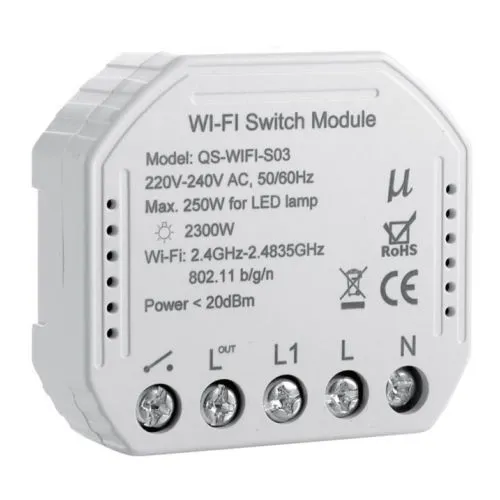 WI-FI Switch Module
Model: QS-WIFI-S03
220V-240V AC, 50/60Hz
Max. 250W for LED lamp
2300W
Wi-Fi: 2.4GHz-2.4835GHz
802.11 b/g/n
Power < 20dBm
μ
RoHS
CE
LOUT L1 L N